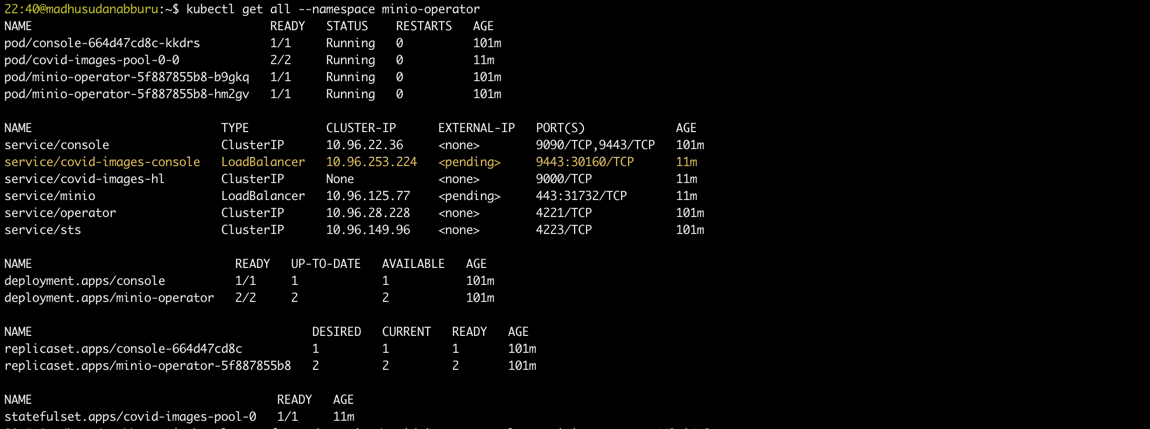 22:40@madhusudanabburu:~$ kubectl get all --namespace minio-operator
NAME READY STATUS RESTARTS AGE
pod/console-664d47cd8c-kkdrs 1/1 Running 0 101m
pod/covid-images-pool-0-0 2/2 Running 0 11m
pod/minio-operator-5f887855b8-b9gkq 1/1 Running 0 101m
pod/minio-operator-5f887855b8-hm2gv 1/1 Running 0 101m
NAME TYPE CLUSTER-IP EXTERNAL-IP PORT(S) AGE
service/console ClusterIP 10.96.22.36 <none> 9090/TCP,9443/TCP 101m
service/covid-images-console LoadBalancer 10.96.253.224 <pending> 9443:30160/TCP 11m
service/covid-images-hl ClusterIP None <none> 9000/TCP 11m
service/minio LoadBalancer 10.96.125.77 <pending> 443:31732/TCP 11m
service/operator ClusterIP 10.96.28.228 <none> 4221/TCP 101m
service/sts ClusterIP 10.96.149.96 <none> 4223/TCP 101m
NAME READY UP-TO-DATE AVAILABLE AGE
deployment.apps/console 1/1 1 1 101m
deployment.apps/minio-operator 2/2 2 2 101m
NAME DESIRED CURRENT READY AGE
replicaset.apps/console-664d47cd8c 1 1 1 101m
replicaset.apps/minio-operator-5f887855b8 2 2 2 101m
NAME READY AGE
statefulset.apps/covid-images-pool-0 1/1 11m